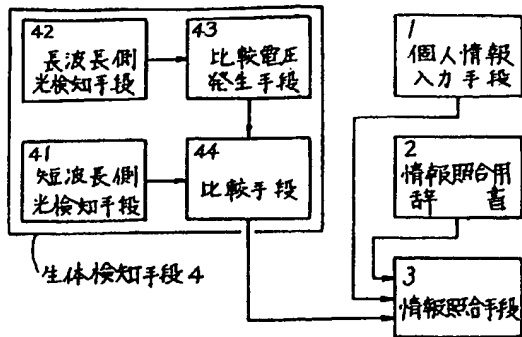 42
長波長側
光検知手段
43
比較電圧
発生手段
41
短波長側
光検知手段
44
比較手段
生体検知手段4
1
個人情報
入力手段
2
情報照合用
辞書
3
情報照合手段